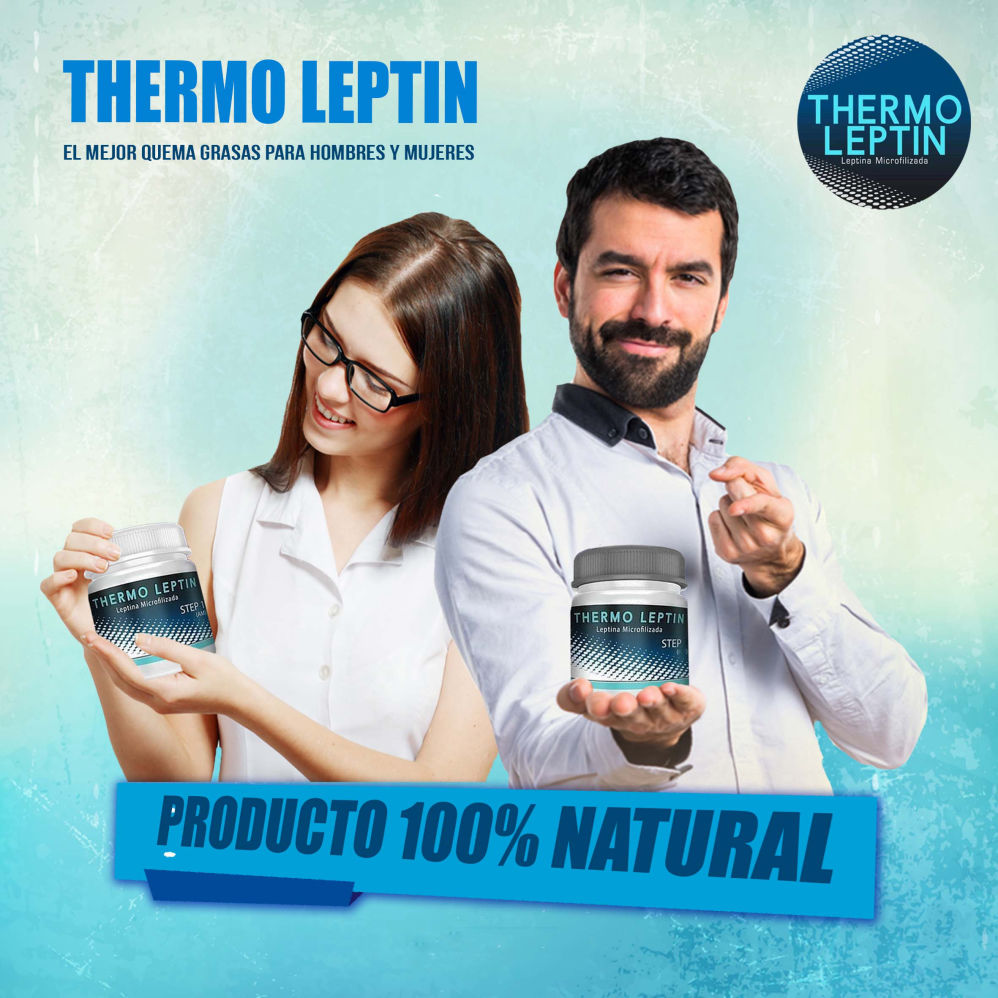 THERMO LEPTIN
EL MEJOR QUEMA GRASAS PARA HOMBRES Y MUJERES
THERMO
LEPTIN
Leptina Microfilizada
THERMO LEPTIN
Leptina Microfilizada
STEP
THERMO LEPTIN
Leptina Microfilizada
STEP
PRODUCTO 100% NATURAL